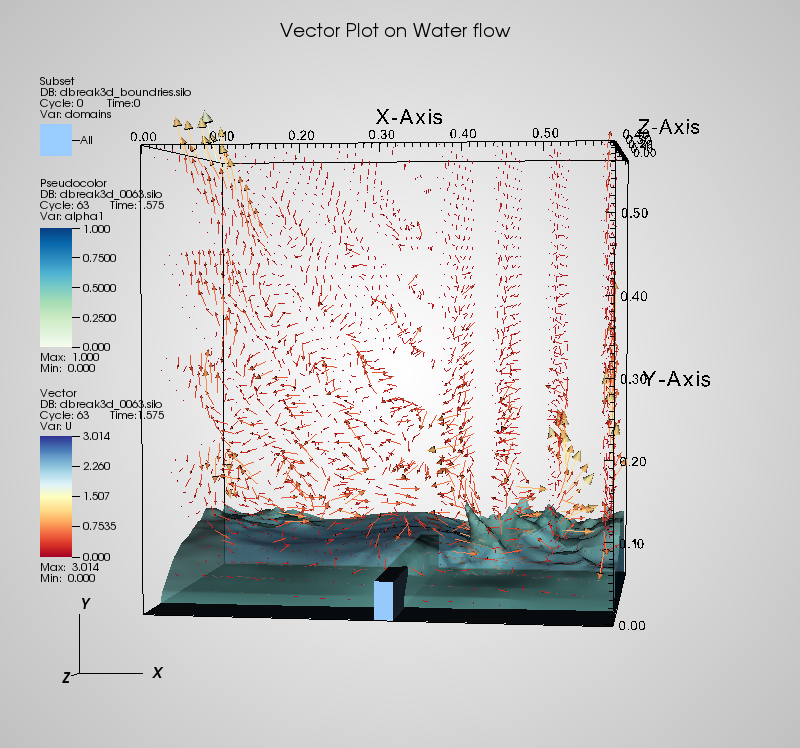 Vector Plot on Water flow
Subset
DB: dbreak3d_boundries.silo
Cycle: 0 Time:0
Var: domains
All
Pseudocolor
DB: dbreak3d_0063.silo
Cycle: 63 Time:1.575
Var: alpha1
1.000
0.7500
0.5000
0.2500
0.000
Max: 1.000
Min: 0.000
Vector
DB: dbreak3d_0063.silo
Cycle: 63 Time:1.575
Var: U
3.014
2.260
1.507
0.7535
0.000
Max: 3.014
Min: 0.000
X-Axis
0.00 0.10 0.20 0.30 0.40 0.50
Z-Axis
0.00
0.50
0.40
0.30
Y-Axis
0.20
0.10
0.00
Y
Z
X